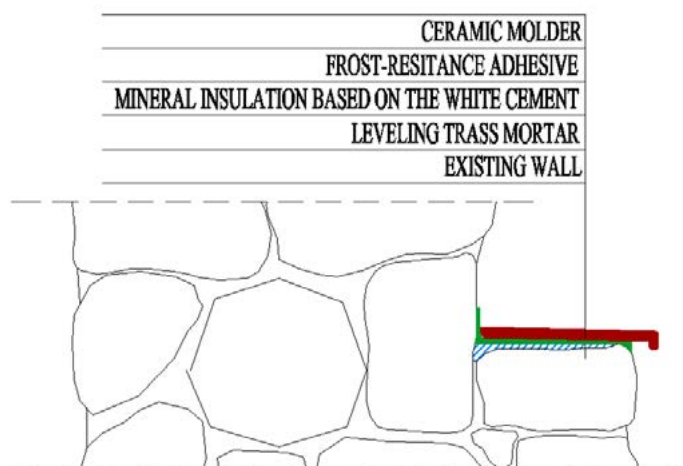 CERAMIC MOLDER
FROST-RESITANCE ADHESIVE
MINERAL INSULATION BASED ON THE WHITE CEMENT
LEVELING TRASS MORTAR
EXISTING WALL